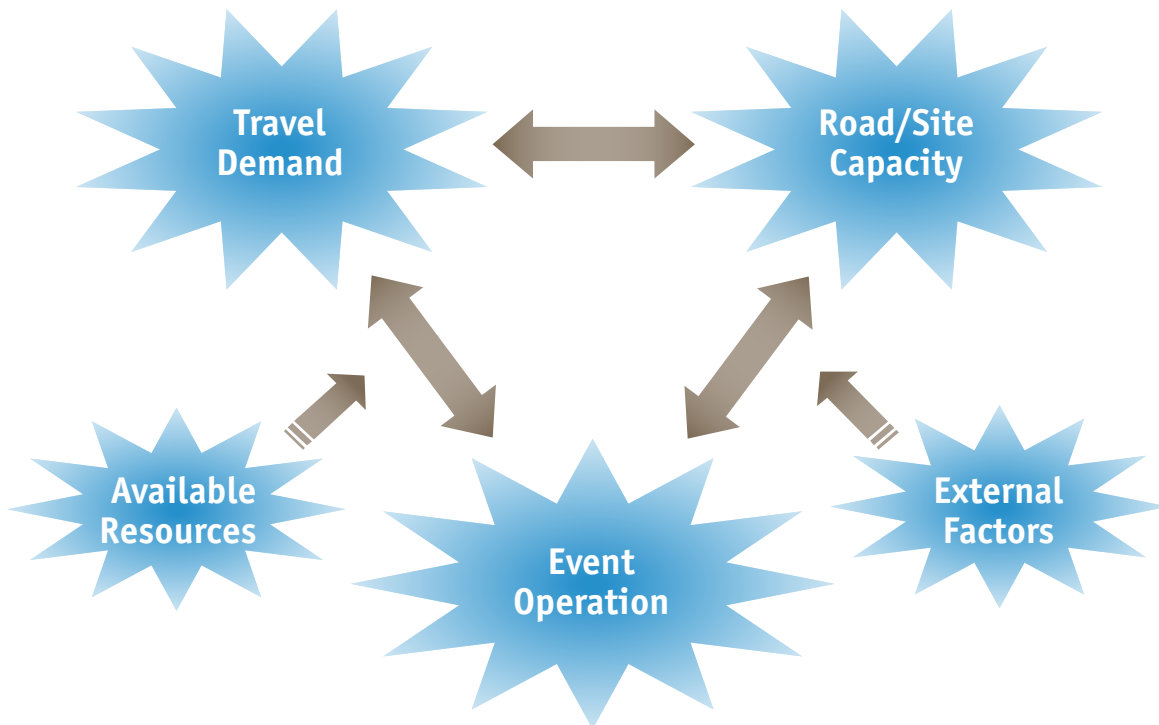 Travel
Demand
Road/Site
Capacity
Available
Resources
External
Factors
Event
Operation